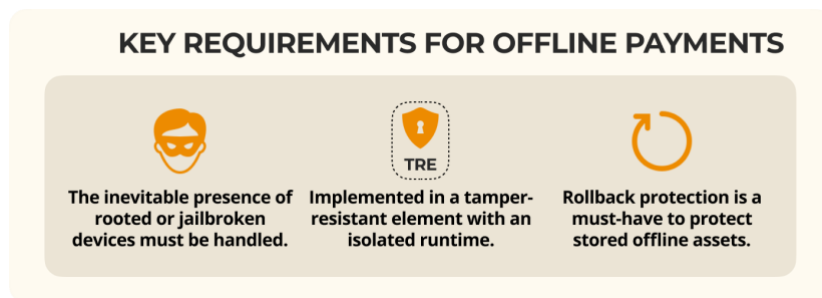 KEY REQUIREMENTS FOR OFFLINE PAYMENTS
TRE
The inevitable presence of
rooted or jailbroken
devices must be handled.
Implemented in a tamper-
resistant element with an
isolated runtime.
Rollback protection is a
must-have to protect
stored offline assets.